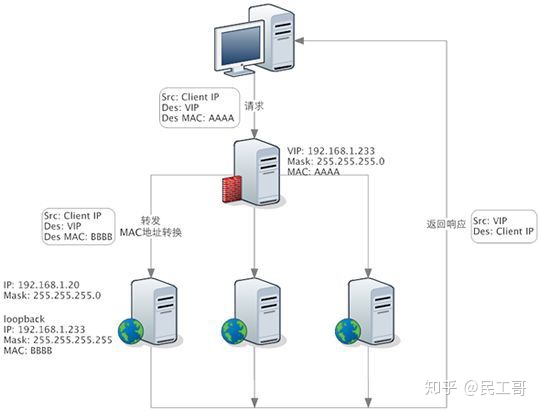 Src: Client IP
Des: VIP
Des MAC: AAAA
请求
VIP: 192.168.1.233
Mask: 255.255.255.0
MAC: AAAA
Src: Client IP
Des: VIP
Des MAC: BBBB
转发
MAC地址转换
返回响应
Src: VIP
Des: Client IP
IP: 192.168.1.20
Mask: 255.255.255.0
loopback
IP: 192.168.1.233
Mask: 255.255.255.255
MAC: BBBB
知乎 @民工哥